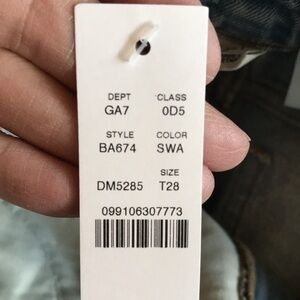 DEPT CLASS
GA7 0D5
STYLE COLOR
BA674 SWA
SIZE
DM5285 T28
099106307773